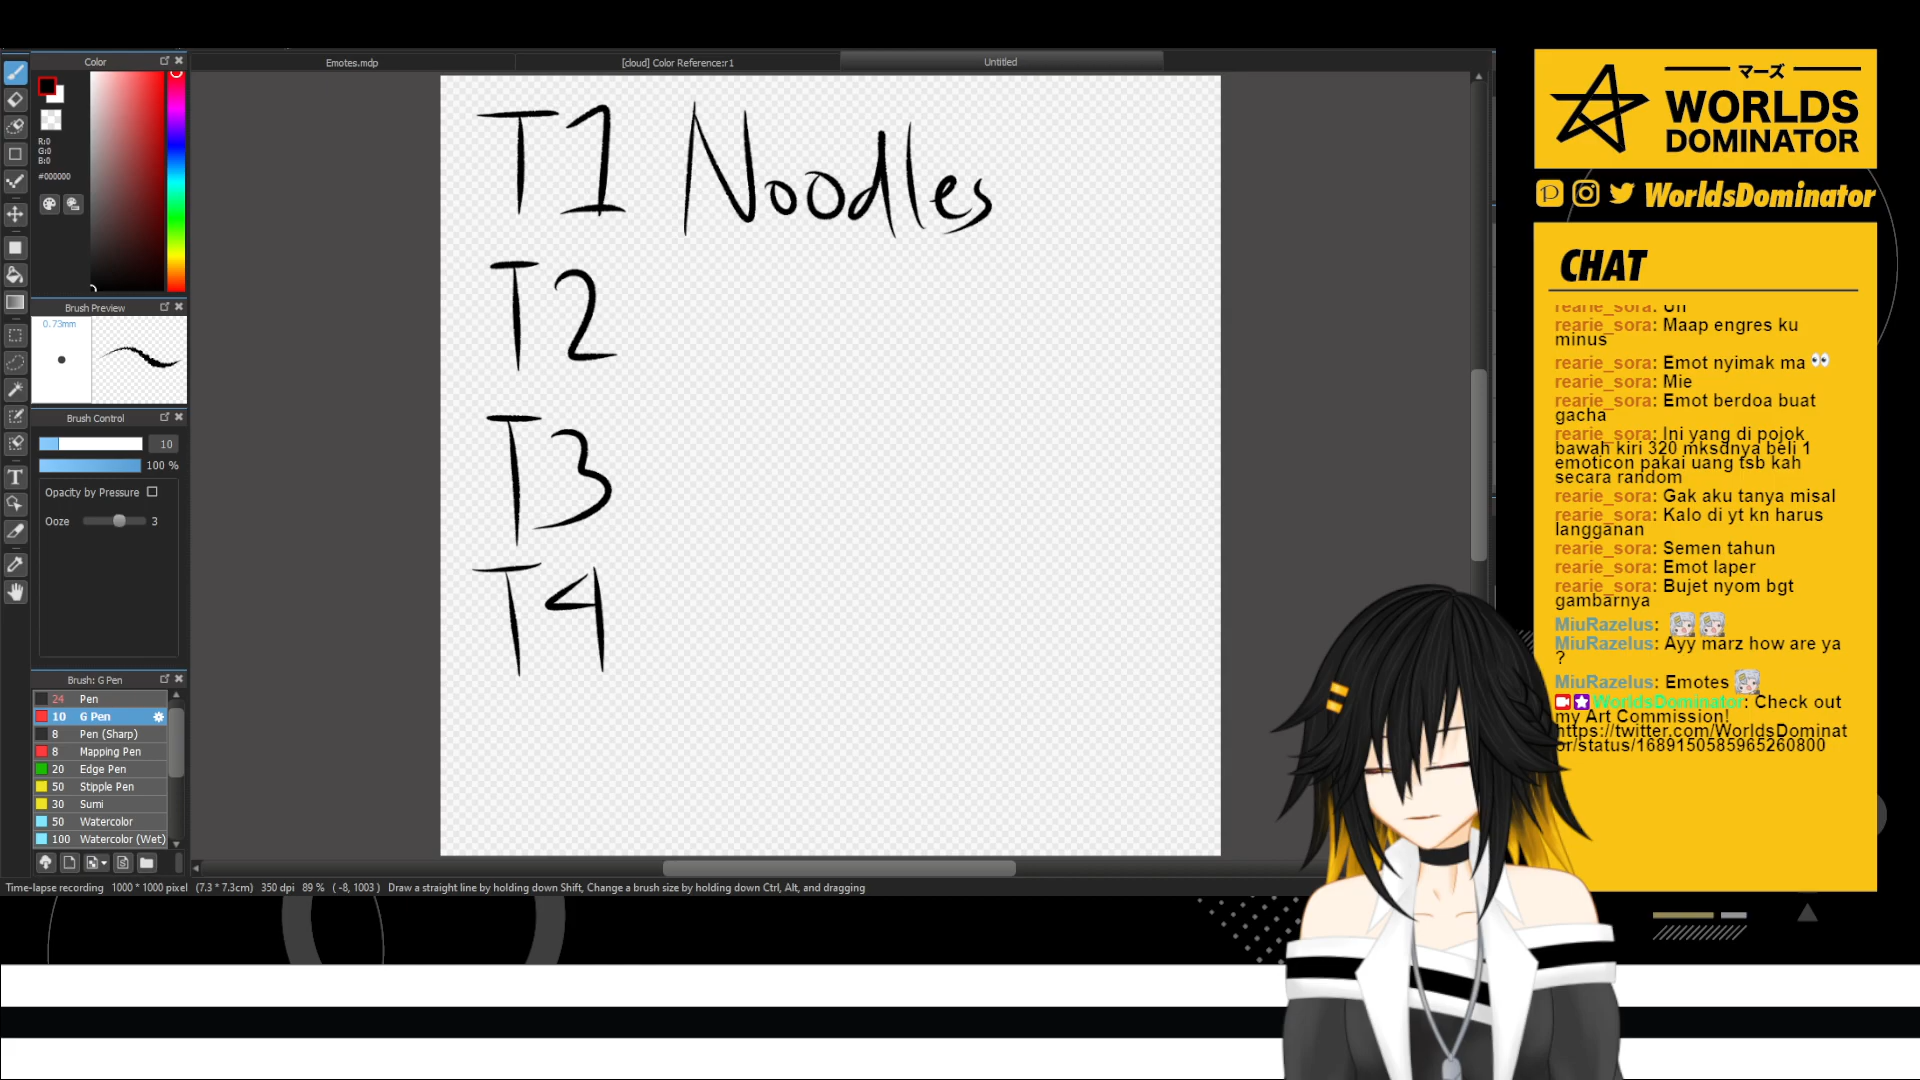 Color
Emotes.mdp
[cloud] Color Reference:r1
Untitled
R:0
G:0
B:0
#000000
Brush Preview
0.73mm
Brush Control
10
100 %
Opacity by Pressure
Ooze 3
Brush: G Pen
24 Pen
10 G Pen
8 Pen (Sharp)
8 Mapping Pen
20 Edge Pen
50 Stipple Pen
30 Sumi
50 Watercolor
100 Watercolor (Wet)
Time-lapse recording 1000 * 1000 pixel (7.3 * 7.3cm) 350 dpi 89 % ( -8, 1003 ) Draw a straight line by holding down Shift, Change a brush size by holding down Ctrl, Alt, and dragging
T1 Noodles
T2
T3
T4
マーズ
WORLDS
DOMINATOR
WorldsDominator
CHAT
rearie_sora: Maap engres ku
minus
rearie_sora: Emot nyimak ma 👀
rearie_sora: Mie
rearie_sora: Emot berdoa buat
gacha
rearie_sora: Ini yang di pojok
bawah kiri 320 mksdnya beli 1
emoticon pakai uang tsb kah
secara random
rearie_sora: Gak aku tanya misal
rearie_sora: Kalo di yt kn harus
langganan
rearie_sora: Semen tahun
rearie_sora: Emot laper
rearie_sora: Bujet nyom bgt
gambarnya
MiuRazelus:
MiuRazelus: Ayy marz how are ya
?
MiuRazelus: Emotes
WorldsDominator: Check out
my Art Commission!
https://twitter.com/WorldsDominat
or/status/1689150585965260800